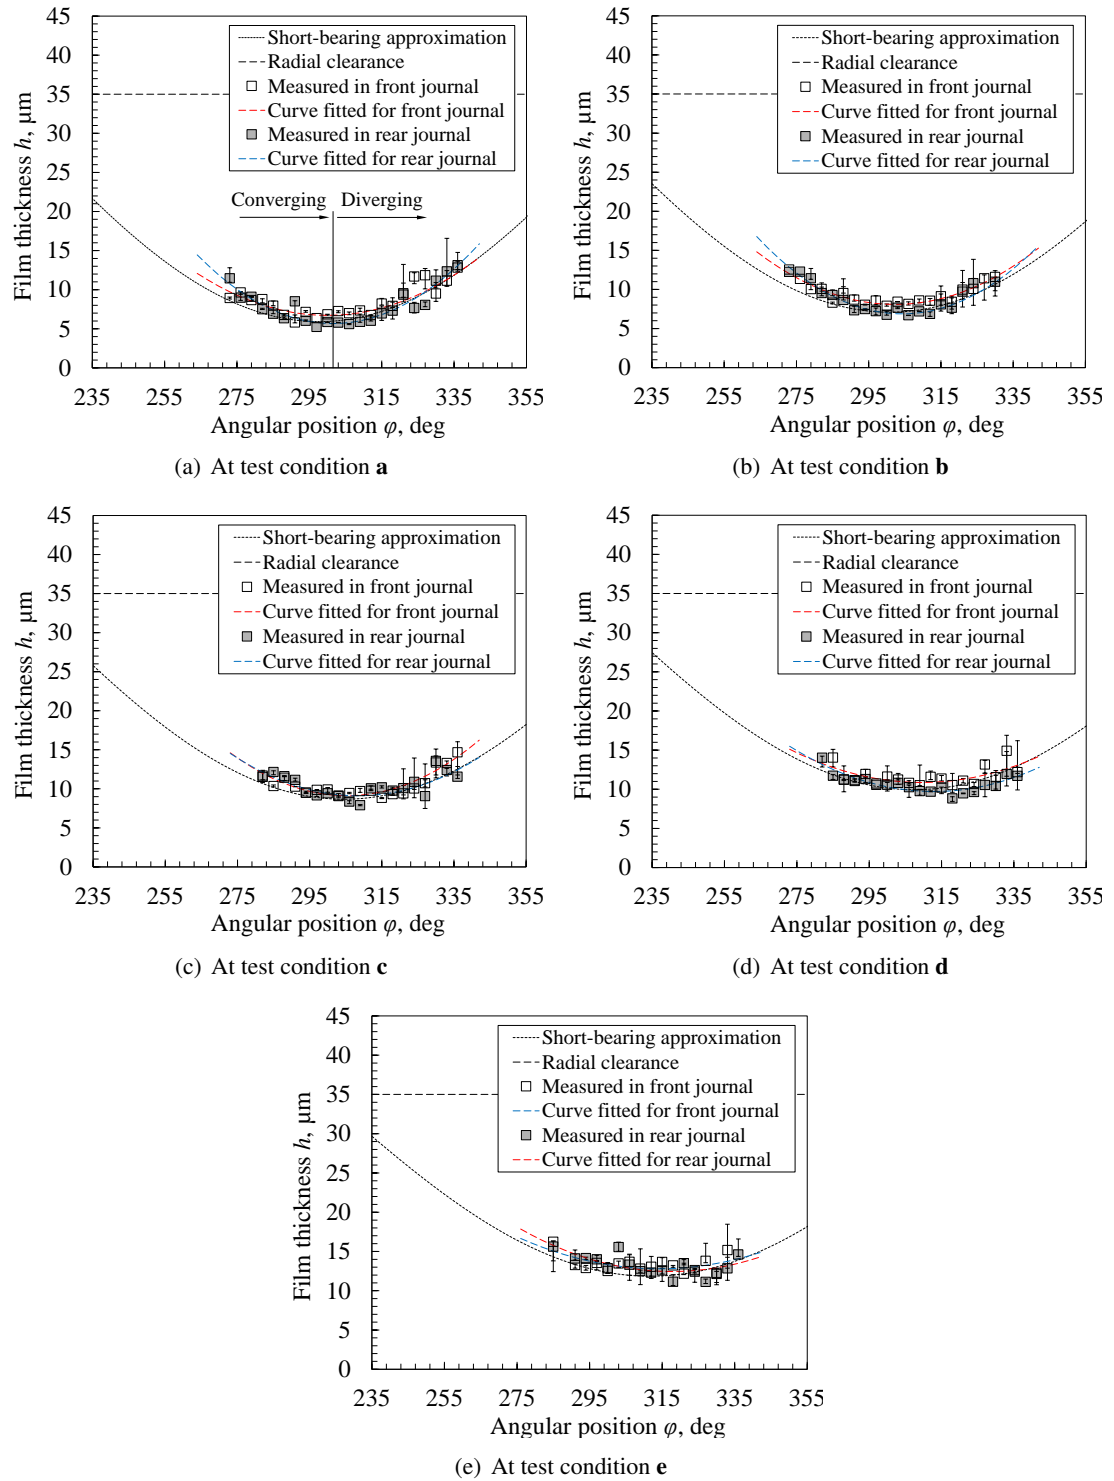 45
40
35
30
25
20
15
10
5
0
Film thickness h, μm
Short-bearing approximation
Radial clearance
Measured in front journal
Curve fitted for front journal
Measured in rear journal
Curve fitted for rear journal
Converging
Diverging
235 255 275 295 315 335 355
Angular position φ, deg
(a) At test condition a
45
40
35
30
25
20
15
10
5
0
Film thickness h, μm
Short-bearing approximation
Radial clearance
Measured in front journal
Curve fitted for front journal
Measured in rear journal
Curve fitted for rear journal
235 255 275 295 315 335 355
Angular position φ, deg
(b) At test condition b
45
40
35
30
25
20
15
10
5
0
Film thickness h, μm
Short-bearing approximation
Radial clearance
Measured in front journal
Curve fitted for front journal
Measured in rear journal
Curve fitted for rear journal
235 255 275 295 315 335 355
Angular position φ, deg
(c) At test condition c
45
40
35
30
25
20
15
10
5
0
Film thickness h, μm
Short-bearing approximation
Radial clearance
Measured in front journal
Curve fitted for front journal
Measured in rear journal
Curve fitted for rear journal
235 255 275 295 315 335 355
Angular position φ, deg
(d) At test condition d
45
40
35
30
25
20
15
10
5
0
Film thickness h, μm
Short-bearing approximation
Radial clearance
Measured in front journal
Curve fitted for front journal
Measured in rear journal
Curve fitted for rear journal
235 255 275 295 315 335 355
Angular position φ, deg
(e) At test condition e